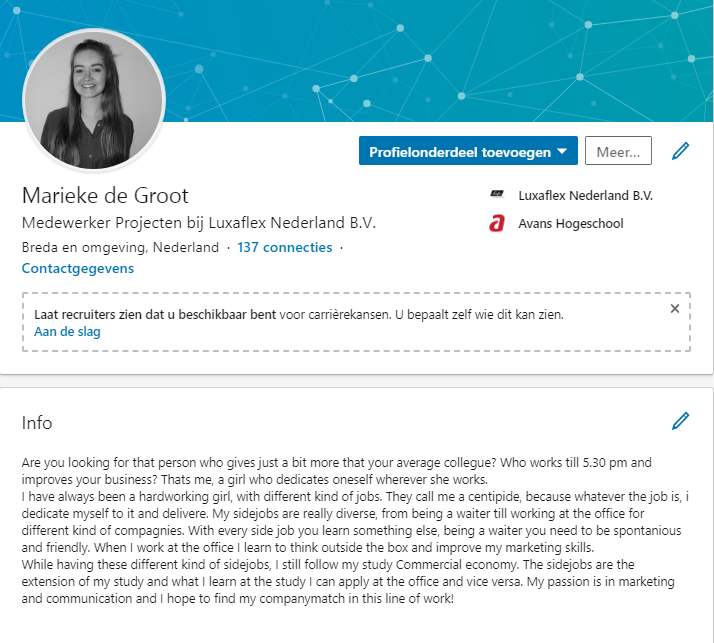 Profielonderdeel toevoegen
Meer...
Marieke de Groot
Medewerker Projecten bij Luxaflex Nederland B.V.
Breda en omgeving, Nederland · 137 connecties ·
Contactgegevens
Luxaflex Nederland B.V.
Avans Hogeschool
Laat recruiters zien dat u beschikbaar bent voor carrièrekansen. U bepaalt zelf wie dit kan zien.
Aan de slag
Info
Are you looking for that person who gives just a bit more that your average collegue? Who works till 5.30 pm and
improves your business? Thats me, a girl who dedicates oneself wherever she works.
I have always been a hardworking girl, with different kind of jobs. They call me a centipide, because whatever the job is, i
dedicate myself to it and delivere. My sidejobs are really diverse, from being a waiter till working at the office for
different kind of compagnies. With every side job you learn something else, being a waiter you need to be spontanious
and friendly. When I work at the office I learn to think outside the box and improve my marketing skills.
While having these different kind of sidejobs, I still follow my study Commercial economy. The sidejobs are the
extension of my study and what I learn at the study I can apply at the office and vice versa. My passion is in marketing
and communication and I hope to find my companymatch in this line of work!